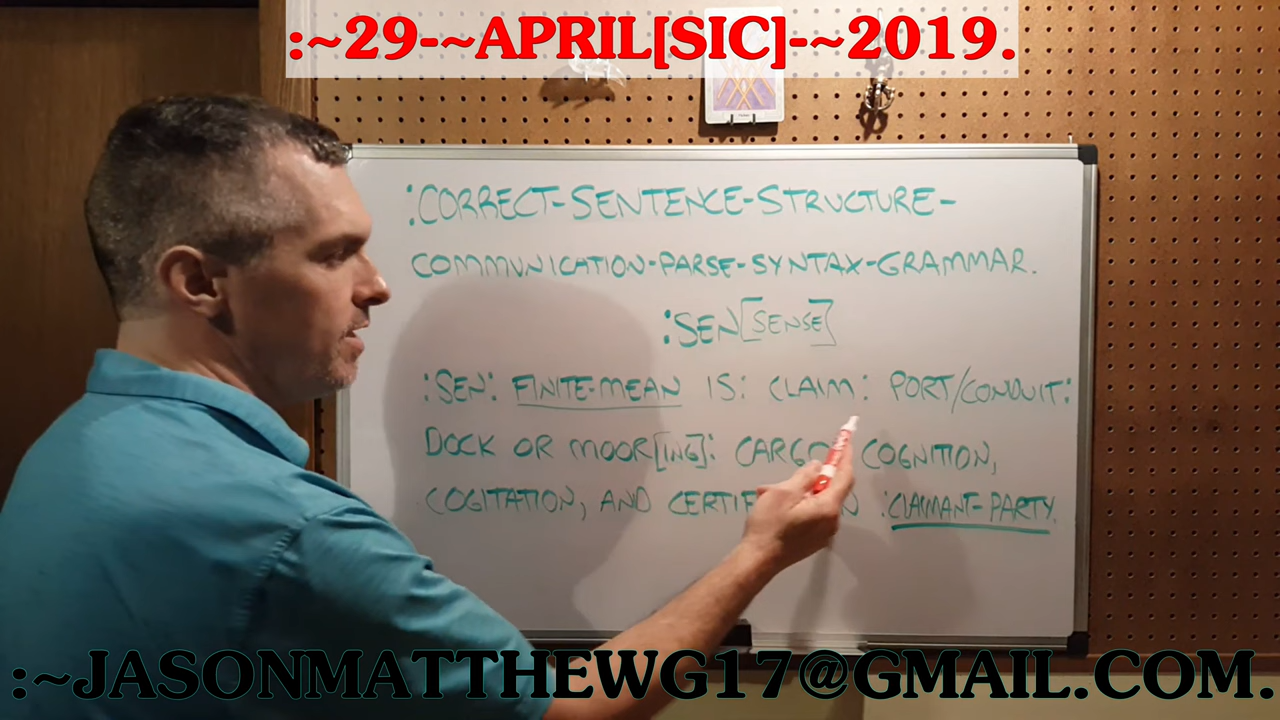 :~29-~APRIL[SIC]-~2019.
:CORRECT-SENTENCE-STRUCTURE-
COMMUNICATION-PARSE-SYNTAX-GRAMMAR.
:SEN[SENSE]
:SEN: FINITE-MEAN IS: CLAIM: PORT/CONDUIT:
DOCK OR MOOR[ING]: CARGO COGNITION,
COGITATION, AND :CLAIMANT-PARTY.
:~JASONMATTHEWG17@GMAIL.COM.